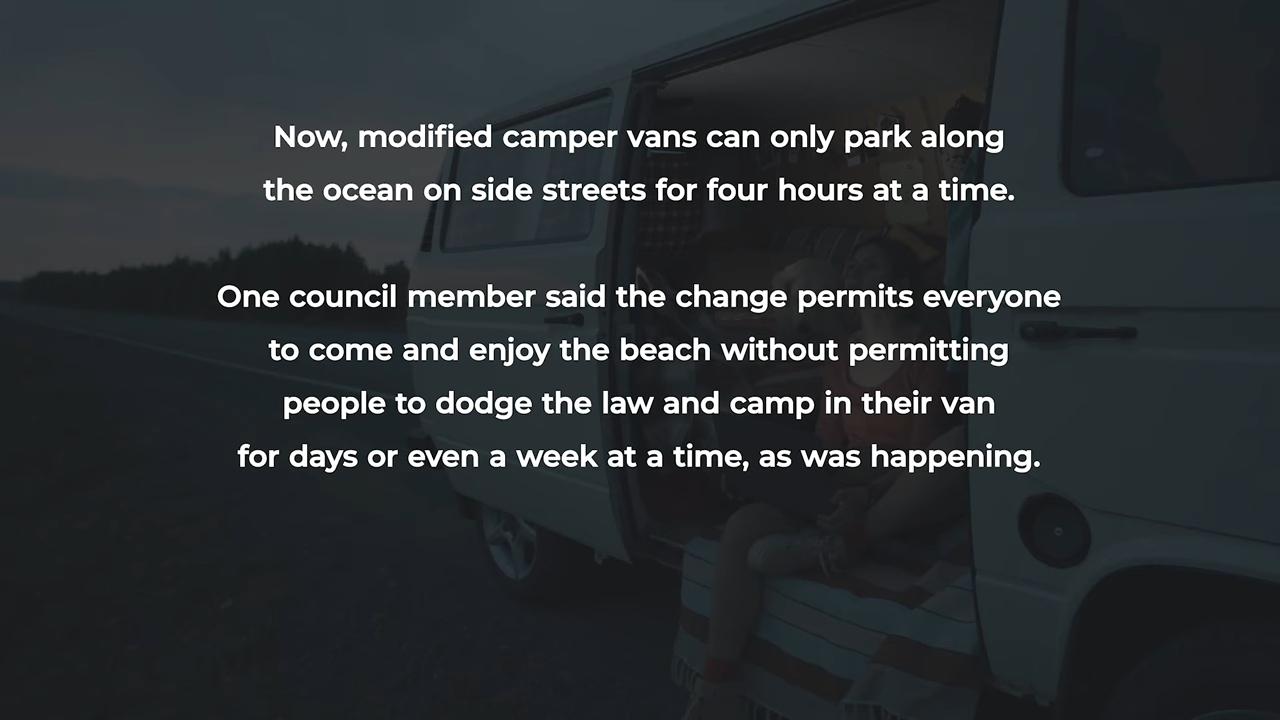 Now, modified camper vans can only park along
the ocean on side streets for four hours at a time.
One council member said the change permits everyone
to come and enjoy the beach without permitting
people to dodge the law and camp in their van
for days or even a week at a time, as was happening.